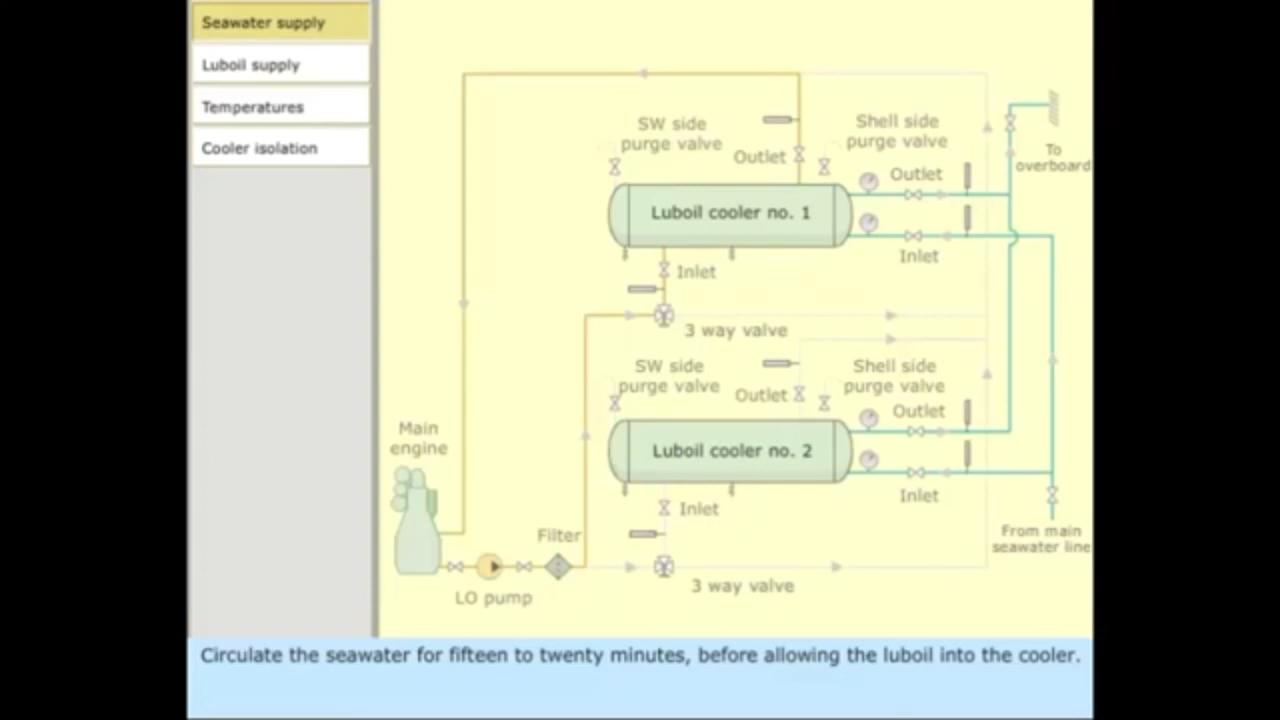 Seawater supply
Luboil supply
Temperatures
Cooler isolation
SW side
purge valve
Outlet
Shell side
purge valve
Outlet
To
overboard
Luboil cooler no. 1
Inlet
Inlet
3 way valve
SW side
purge valve
Outlet
Shell side
purge valve
Outlet
Main
engine
Luboil cooler no. 2
Inlet
Inlet
Filter
From main
seawater line
LO pump
3 way valve
Circulate the seawater for fifteen to twenty minutes, before allowing the luboil into the cooler.